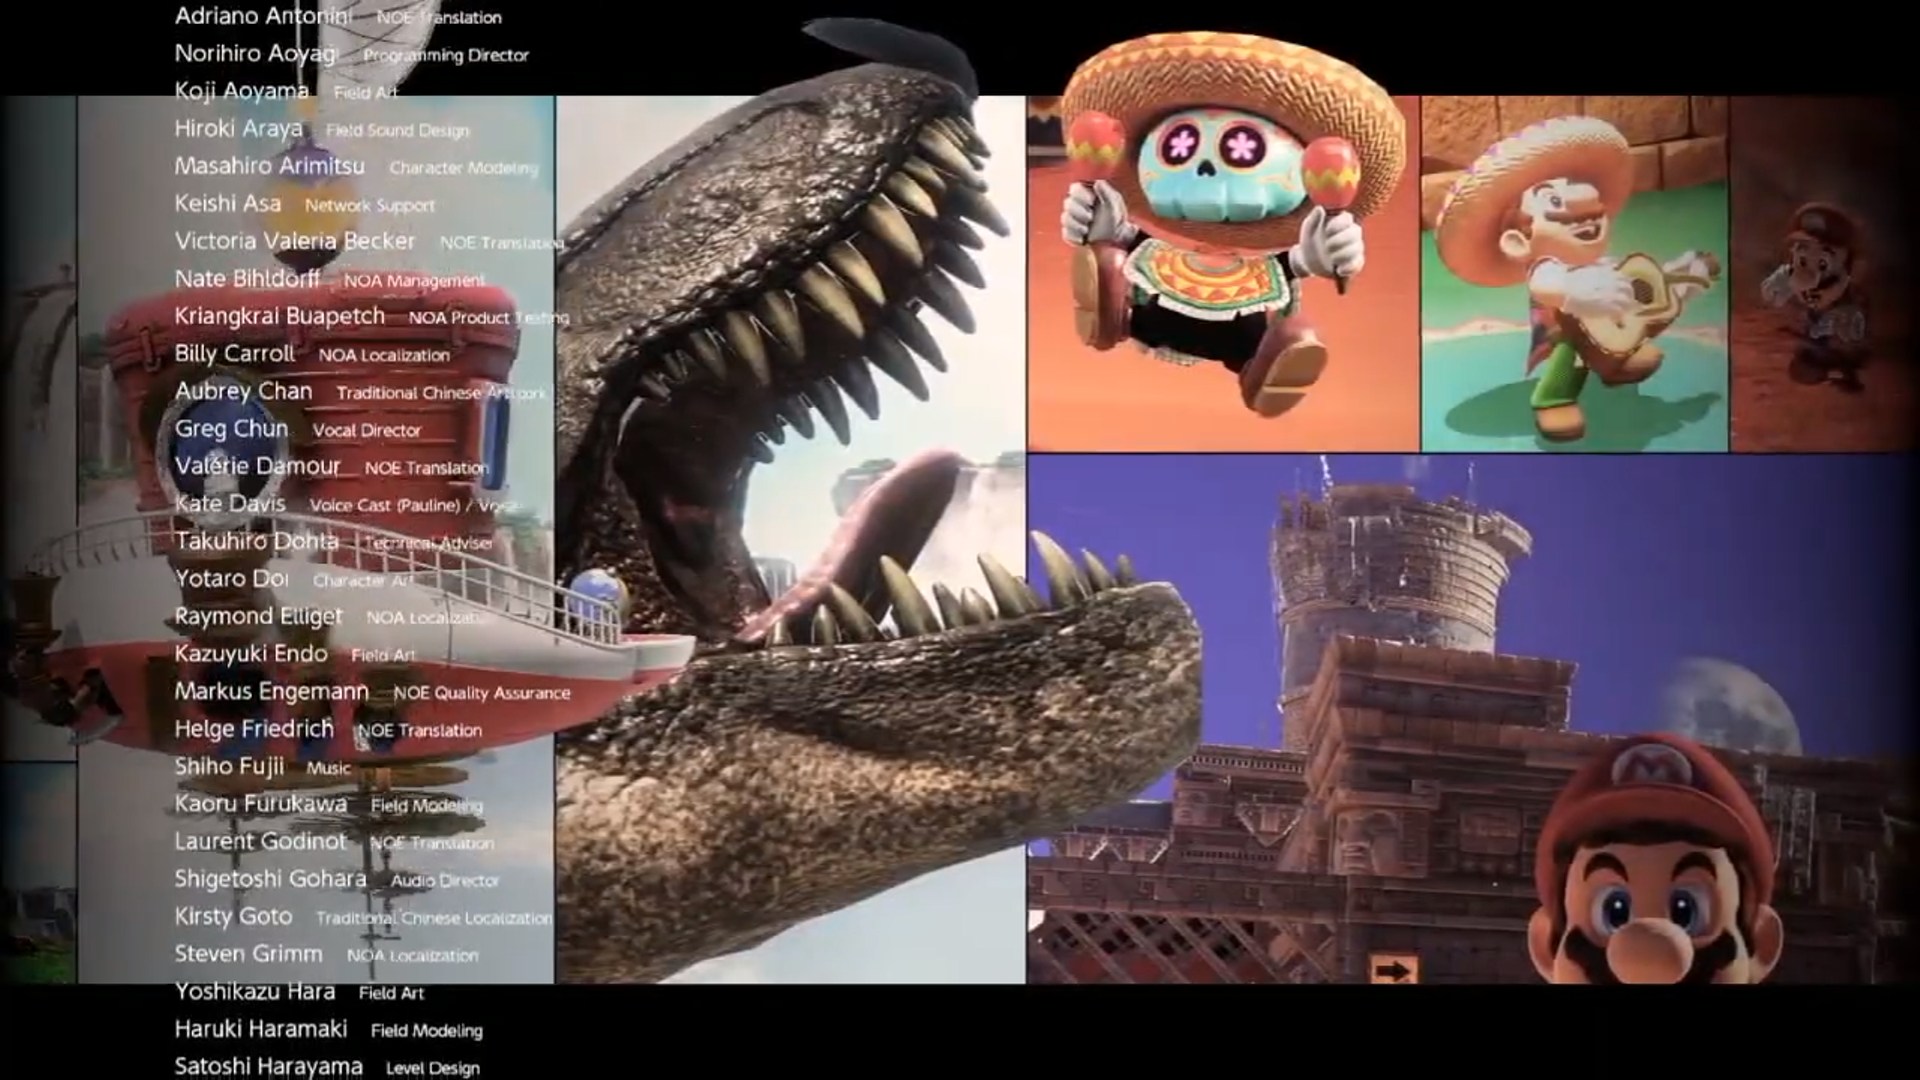 Adriano Antonini NOE Translation
Norihiro Aoyagi Programming Director
Koji Aoyama Field Art
Hiroki Araya Field Sound Design
Masahiro Arimitsu Character Modeling
Keishi Asa Network Support
Victoria Valeria Becker NOE Translation
Nate Bihldorff NOA Management
Kriangkrai Buapetch NOA Product Testing
Billy Carroll NOA Localization
Aubrey Chan Traditional Chinese Artwork
Greg Chun Vocal Director
Valérie Damour NOE Translation
Kate Davis Voice Cast (Pauline) /
Takuhiro Dohta Technical Adviser
Yotaro Doi Character Art
Raymond Elliget NOA Localization
Kazuyuki Endo Field Art
Markus Engemann NOE Quality Assurance
Helge Friedrich NOE Translation
Shiho Fujii Music
Kaoru Furukawa Field Modeling
Laurent Godinot NOE Translation
Shigetoshi Gohara Audio Director
Kirsty Goto Traditional Chinese Localization
Steven Grimm NOA Localization
Yoshikazu Hara Field Art
Haruki Haramaki Field Modeling
Satoshi Harayama Level Design
M